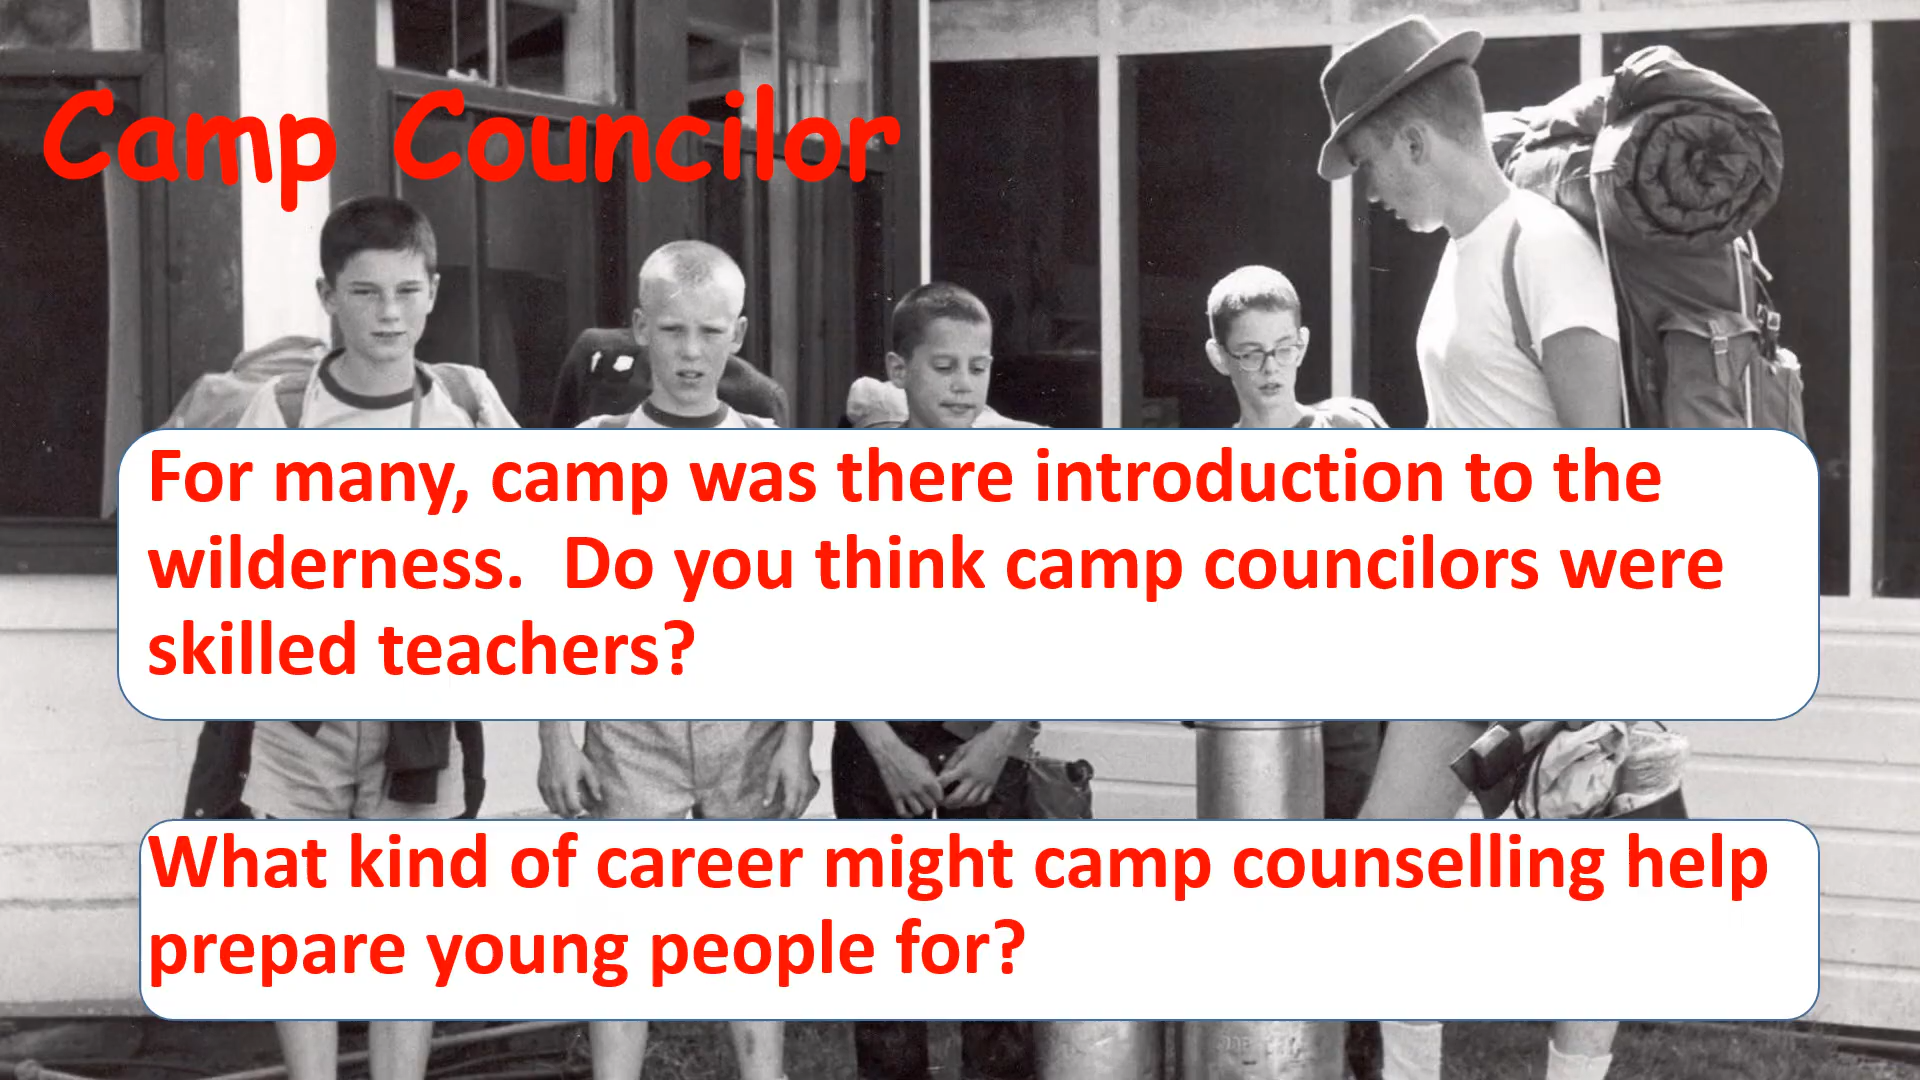 Camp Councilor
For many, camp was there introduction to the
wilderness.  Do you think camp councilors were
skilled teachers?
What kind of career might camp counselling help
prepare young people for?